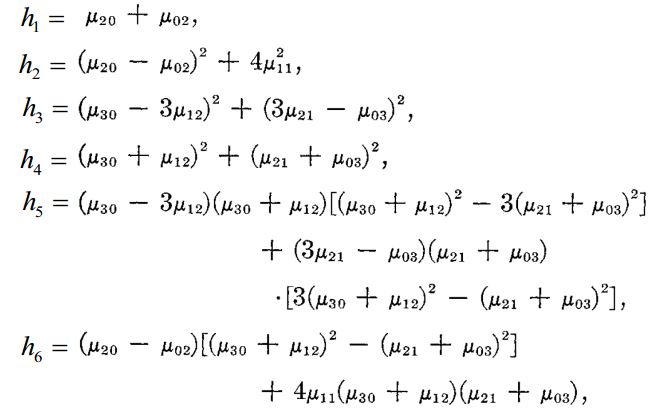 h₁ = μ₂₀ + μ₀₂,
h₂ = (μ₂₀ − μ₀₂)² + 4μ₁₁²,
h₃ = (μ₃₀ − 3μ₁₂)² + (3μ₂₁ − μ₀₃)²,
h₄ = (μ₃₀ + μ₁₂)² + (μ₂₁ + μ₀₃)²,
h₅ = (μ₃₀ − 3μ₁₂)(μ₃₀ + μ₁₂)[(μ₃₀ + μ₁₂)² − 3(μ₂₁ + μ₀₃)²]
+ (3μ₂₁ − μ₀₃)(μ₂₁ + μ₀₃)
·[3(μ₃₀ + μ₁₂)² − (μ₂₁ + μ₀₃)²],
h₆ = (μ₂₀ − μ₀₂)[(μ₃₀ + μ₁₂)² − (μ₂₁ + μ₀₃)²]
+ 4μ₁₁(μ₃₀ + μ₁₂)(μ₂₁ + μ₀₃),